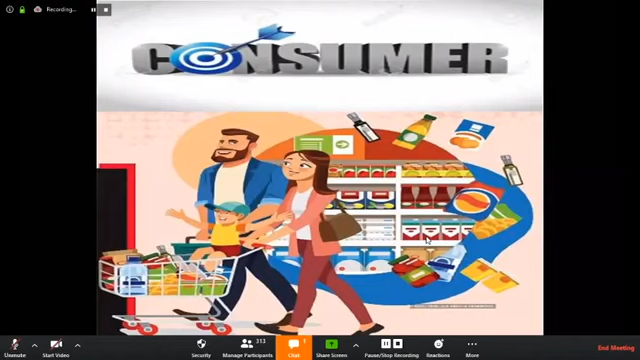 Recording...
CONSUMER
313
1
Unmute
Start Video
Security
Manage Participants
Chat
Share Screen
Pause/Stop Recording
Reactions
More
End Meeting